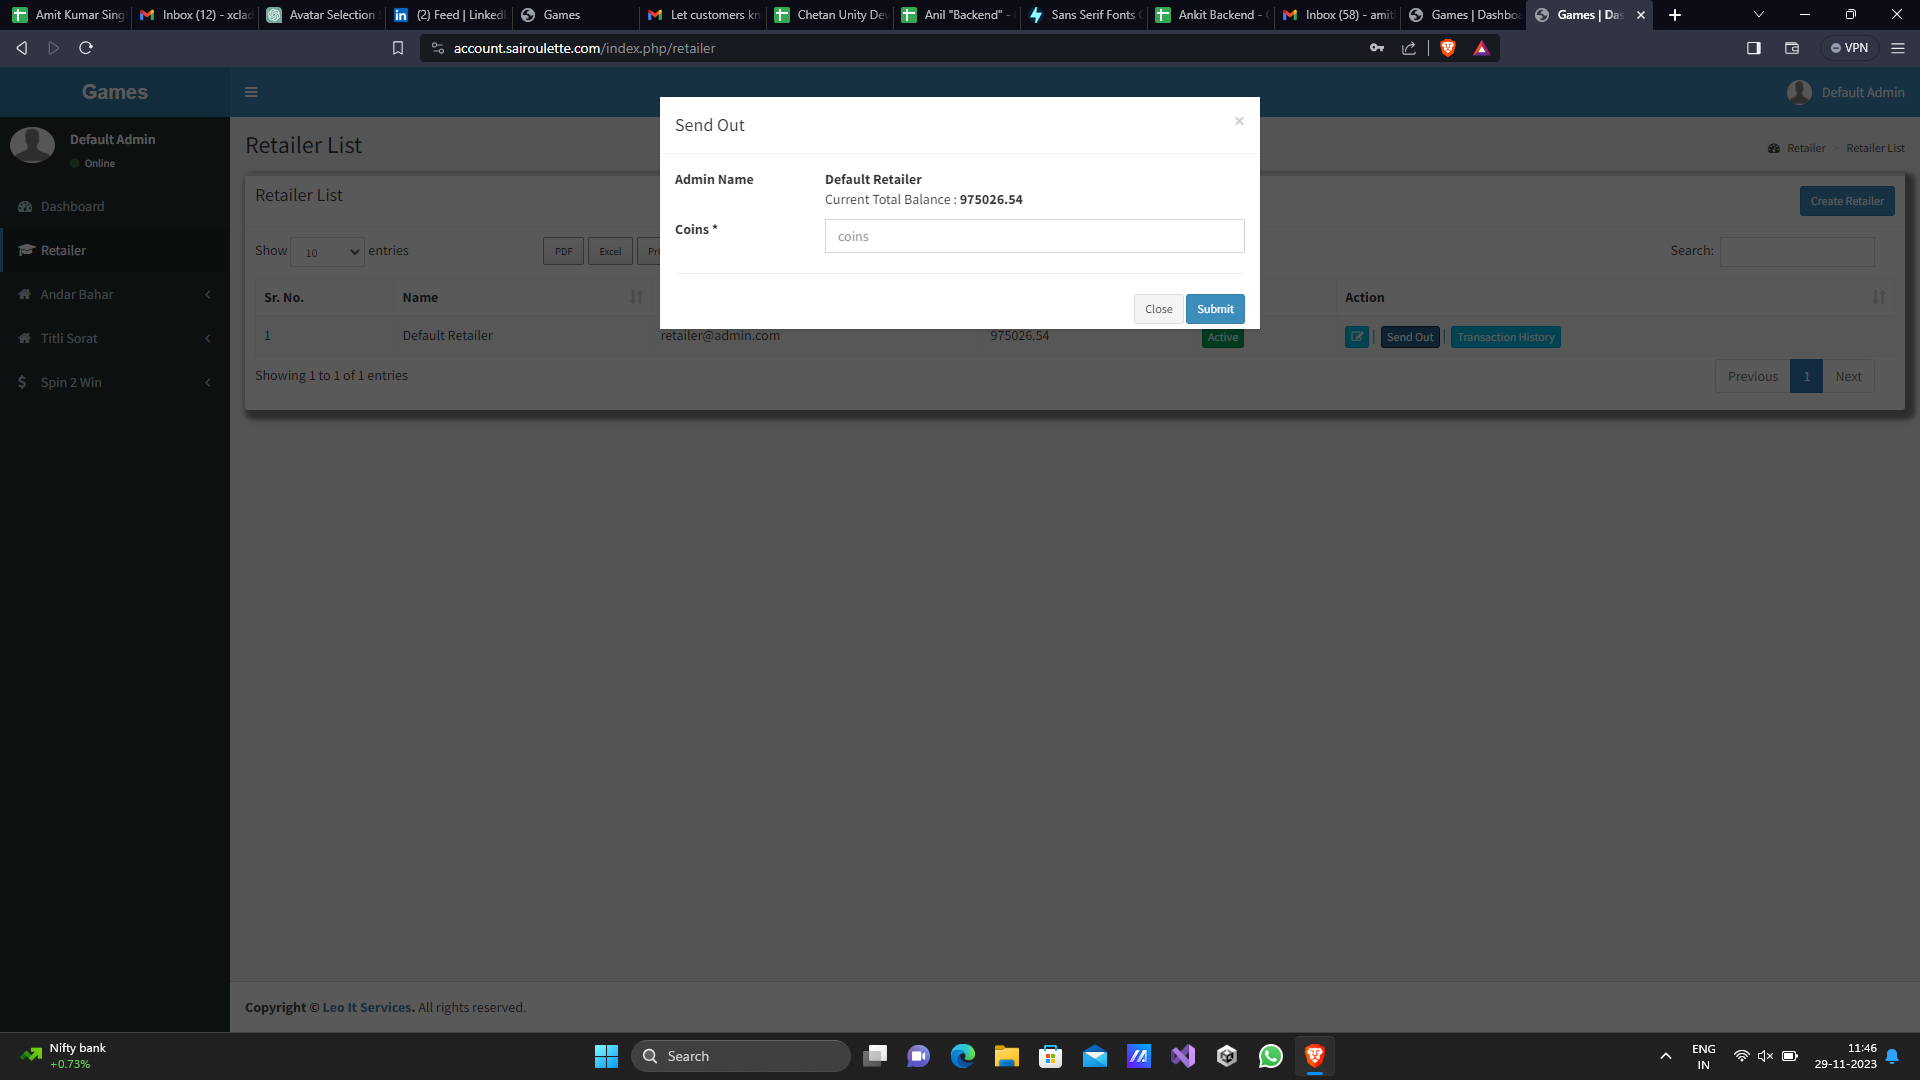 Amit Kumar Sing
Inbox (12) - xclad
Avatar Selection
(2) Feed | LinkedI
Games
Let customers kn
Chetan Unity Dev
Anil "Backend" -
Sans Serif Fonts
Ankit Backend -
Inbox (58) - amit
Games | Dashbo
Games | Das
account.sairoulette.com/index.php/retailer
VPN
Games
Default Admin
Default Admin
Online
Dashboard
Retailer
Andar Bahar
Titli Sorat
Spin 2 Win
Retailer List
Retailer > Retailer List
Retailer List
Create Retailer
Show 10 entries
PDF
Excel
Pri
Search:
Sr. No.
Name
Action
1
Default Retailer
retailer@admin.com
975026.54
Active
Send Out
Transaction History
Showing 1 to 1 of 1 entries
Previous
1
Next
Send Out
×
Admin Name
Default Retailer
Current Total Balance : 975026.54
Coins *
coins
Close
Submit
Copyright © Leo It Services. All rights reserved.
Nifty bank
+0.73%
Search
ENG
IN
11:46
29-11-2023